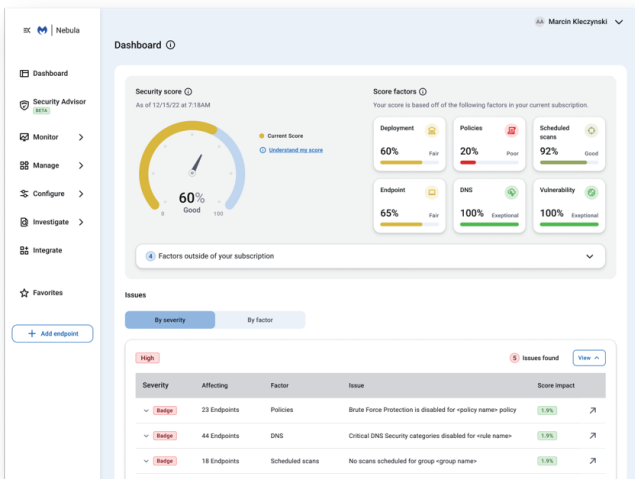 Nebula
AA Marcin Kleczynski
Dashboard
Dashboard
Security Advisor
BETA
Monitor
Manage
Configure
Investigate
Integrate
Favorites
+ Add endpoint
Security score
As of 12/15/22 at 7:18AM
60%
Good
0
100
Current Score
Understand my score
Score factors
Your score is based off of the following factors in your current subscription.
Deployment
60% Fair
Policies
20% Poor
Scheduled
scans
92% Good
Endpoint
65% Fair
DNS
100% Exeptional
Vulnerability
100% Exeptional
4 Factors outside of your subscription
Issues
By severity By factor
High 5 Issues found View
Severity Affecting Factor Issue Score impact
Badge 23 Endpoints Policies Brute Force Protection is disabled for <policy name> policy 1.9%
Badge 44 Endpoints DNS Critical DNS Security categories disabled for <rule name> 1.9%
Badge 18 Endpoints Scheduled scans No scans scheduled for group <group name> 1.9%